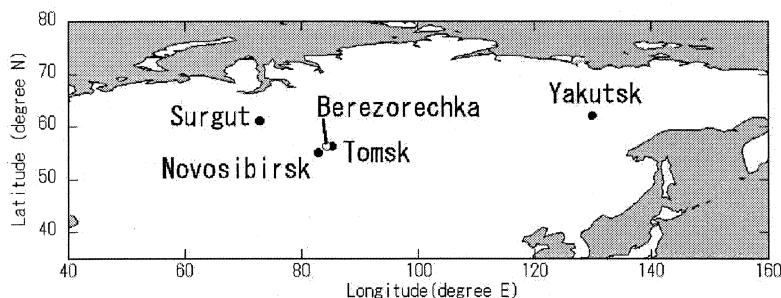 80
70
60
50
40
Latitude (degree N)
Surgut
Berezorechka
Novosibirsk
Tomsk
Yakutsk
40 60 80 100 120 140 160
Longitude(degree E)